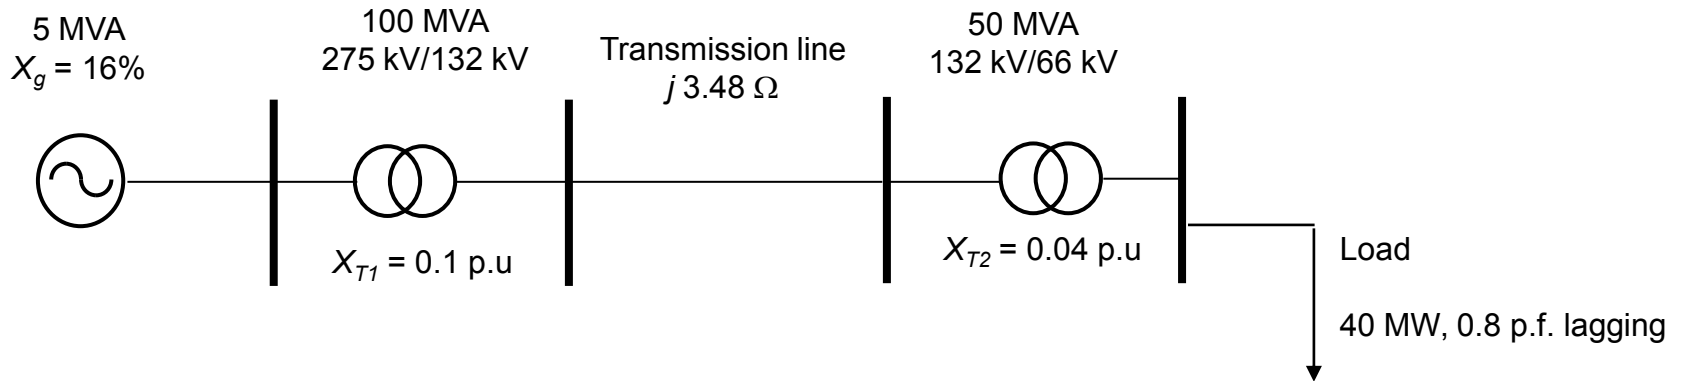 5 MVA
X_g = 16%
100 MVA
275 kV/132 kV
Transmission line
j 3.48 Ω
50 MVA
132 kV/66 kV
X_T1 = 0.1 p.u
X_T2 = 0.04 p.u
Load
40 MW, 0.8 p.f. lagging